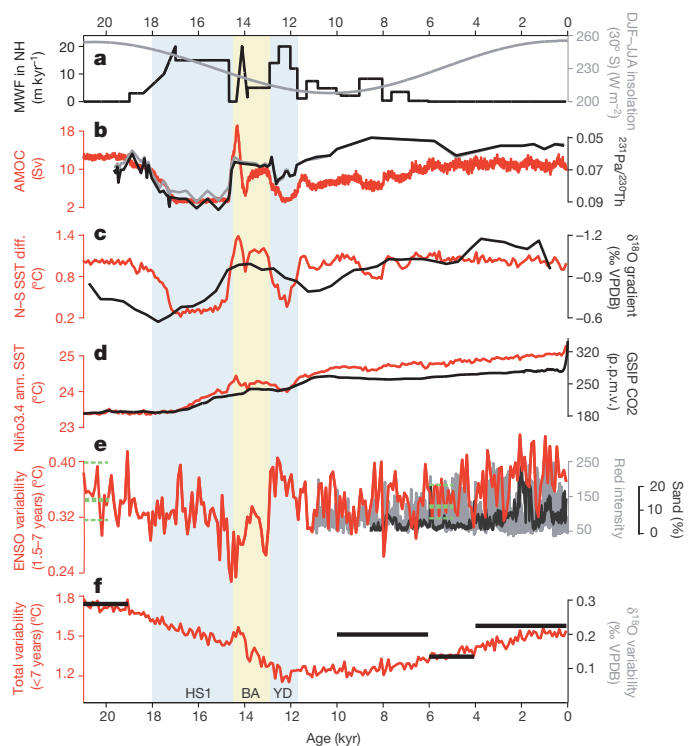 20 18 16 14 12 10 8 6 4 2 0
a
MWF in NH
(m kyr⁻¹)
20
10
0
260
230
200
DJF–JJA insolation
(30° S) (W m⁻²)
b
AMOC
(Sv)
18
10
2
0.05
0.07
0.09
²³¹Pa/²³⁰Th
c
N–S SST diff.
(°C)
1.4
0.8
0.2
−1.2
−0.9
−0.6
δ¹⁸O gradient
(‰ VPDB)
d
Niño3.4 ann. SST
(°C)
25
24
23
320
250
180
GSIP CO2
(p.p.m.v.)
e
ENSO variability
(1.5–7 years) (°C)
0.40
0.32
0.24
250
150
50
Red intensity
20
10
0
Sand (%)
f
Total variability
(<7 years) (°C)
1.8
1.5
1.2
0.3
0.2
0.1
δ¹⁸O variability
(‰ VPDB)
HS1 BA YD
20 18 16 14 12 10 8 6 4 2 0
Age (kyr)